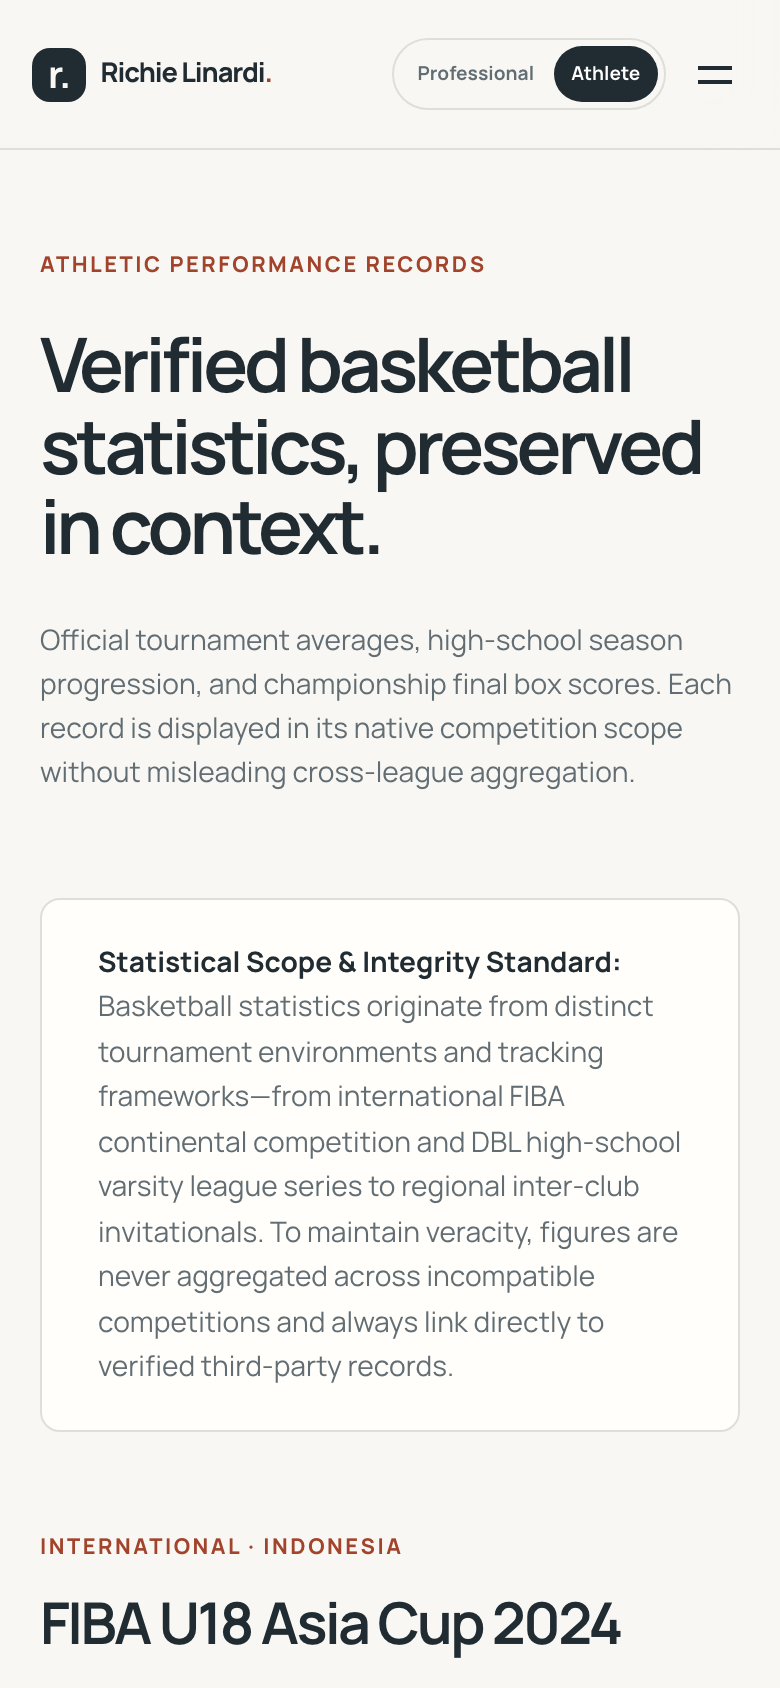 r. Richie Linardi. Professional Athlete
ATHLETIC PERFORMANCE RECORDS
Verified basketball
statistics, preserved
in context.
Official tournament averages, high-school season
progression, and championship final box scores. Each
record is displayed in its native competition scope
without misleading cross-league aggregation.
Statistical Scope & Integrity Standard:
Basketball statistics originate from distinct
tournament environments and tracking
frameworks—from international FIBA
continental competition and DBL high-school
varsity league series to regional inter-club
invitationals. To maintain veracity, figures are
never aggregated across incompatible
competitions and always link directly to
verified third-party records.
INTERNATIONAL · INDONESIA
FIBA U18 Asia Cup 2024